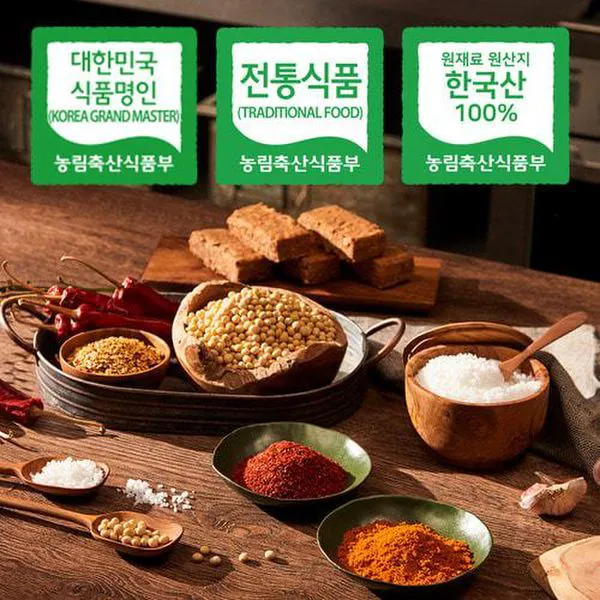 대한민국
식품명인
(KOREA GRAND MASTER)
농림축산식품부
전통식품
(TRADITIONAL FOOD)
농림축산식품부
원재료 원산지
한국산
100%
농림축산식품부